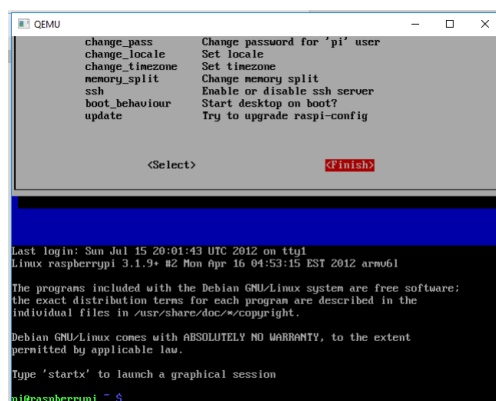 QEMU
change_pass Change password for 'pi' user
change_locale Set locale
change_timezone Set timezone
memory_split Change memory split
ssh Enable or disable ssh server
boot_behaviour Start desktop on boot?
update Try to upgrade raspi-config
<Select> <Finish>
Last login: Sun Jul 15 20:01:43 UTC 2012 on tty1
Linux raspberrypi 3.1.9+ #2 Mon Apr 16 04:53:15 EST 2012 armv6l
The programs included with the Debian GNU/Linux system are free software;
the exact distribution terms for each program are described in the
individual files in /usr/share/doc/*/copyright.
Debian GNU/Linux comes with ABSOLUTELY NO WARRANTY, to the extent
permitted by applicable law.
Type 'startx' to launch a graphical session
pi@raspberrypi ~ $